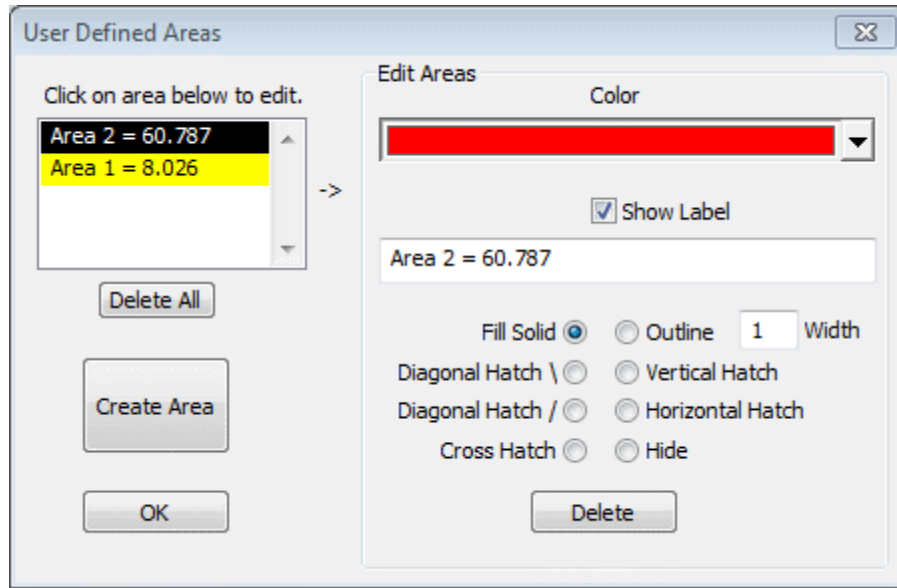 User Defined Areas
Click on area below to edit.
Area 2 = 60.787
Area 1 = 8.026
->
Delete All
Create Area
OK
Edit Areas
Color
Show Label
Area 2 = 60.787
Fill Solid Outline 1 Width
Diagonal Hatch \ Vertical Hatch
Diagonal Hatch / Horizontal Hatch
Cross Hatch Hide
Delete